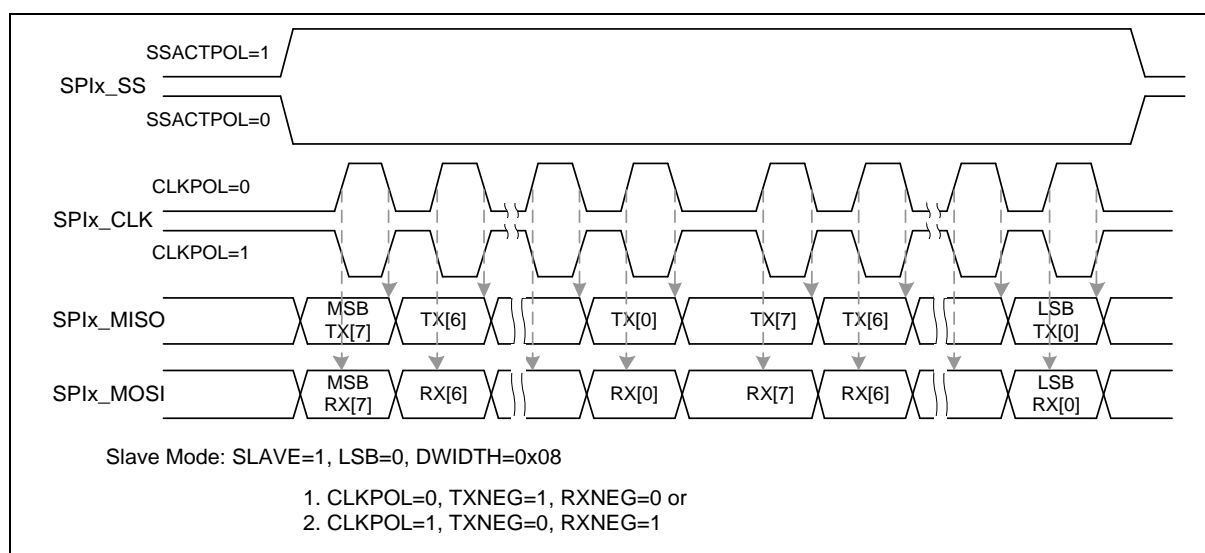 SSACTPOL=1
SPIx_SS
SSACTPOL=0
CLKPOL=0
SPIx_CLK
CLKPOL=1
SPIx_MISO
MSB
TX[7]
TX[6]
TX[0]
TX[7]
TX[6]
LSB
TX[0]
SPIx_MOSI
MSB
RX[7]
RX[6]
RX[0]
RX[7]
RX[6]
LSB
RX[0]
Slave Mode: SLAVE=1, LSB=0, DWIDTH=0x08
1. CLKPOL=0, TXNEG=1, RXNEG=0 or
2. CLKPOL=1, TXNEG=0, RXNEG=1